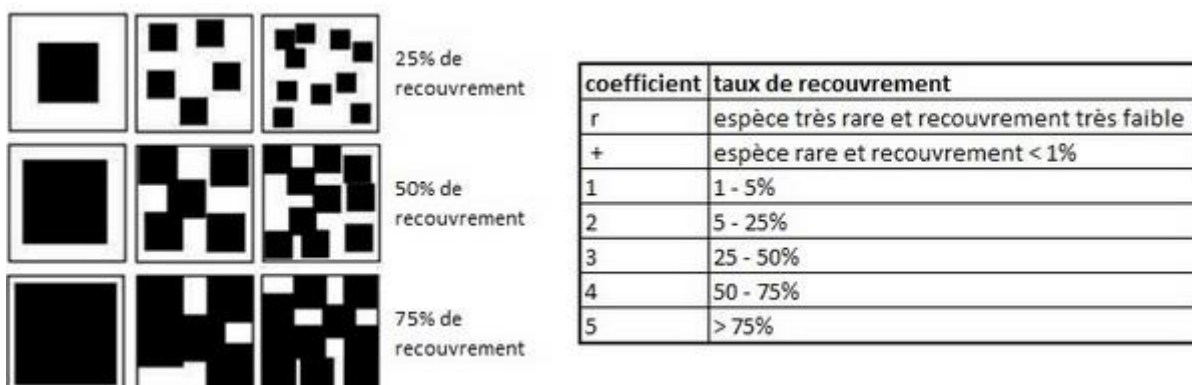 25% de
recouvrement
50% de
recouvrement
75% de
recouvrement
coefficient taux de recouvrement
r espèce très rare et recouvrement très faible
+ espèce rare et recouvrement < 1%
1 1 - 5%
2 5 - 25%
3 25 - 50%
4 50 - 75%
5 > 75%